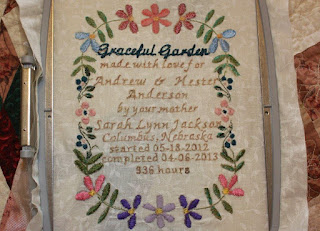 Graceful Garden
made with love for
Andrew & Hester
Anderson
by your mother
Sarah Lynn Jackson
Columbus, Nebraska
started 05-18-2012
completed 04-06-2013
936 hours